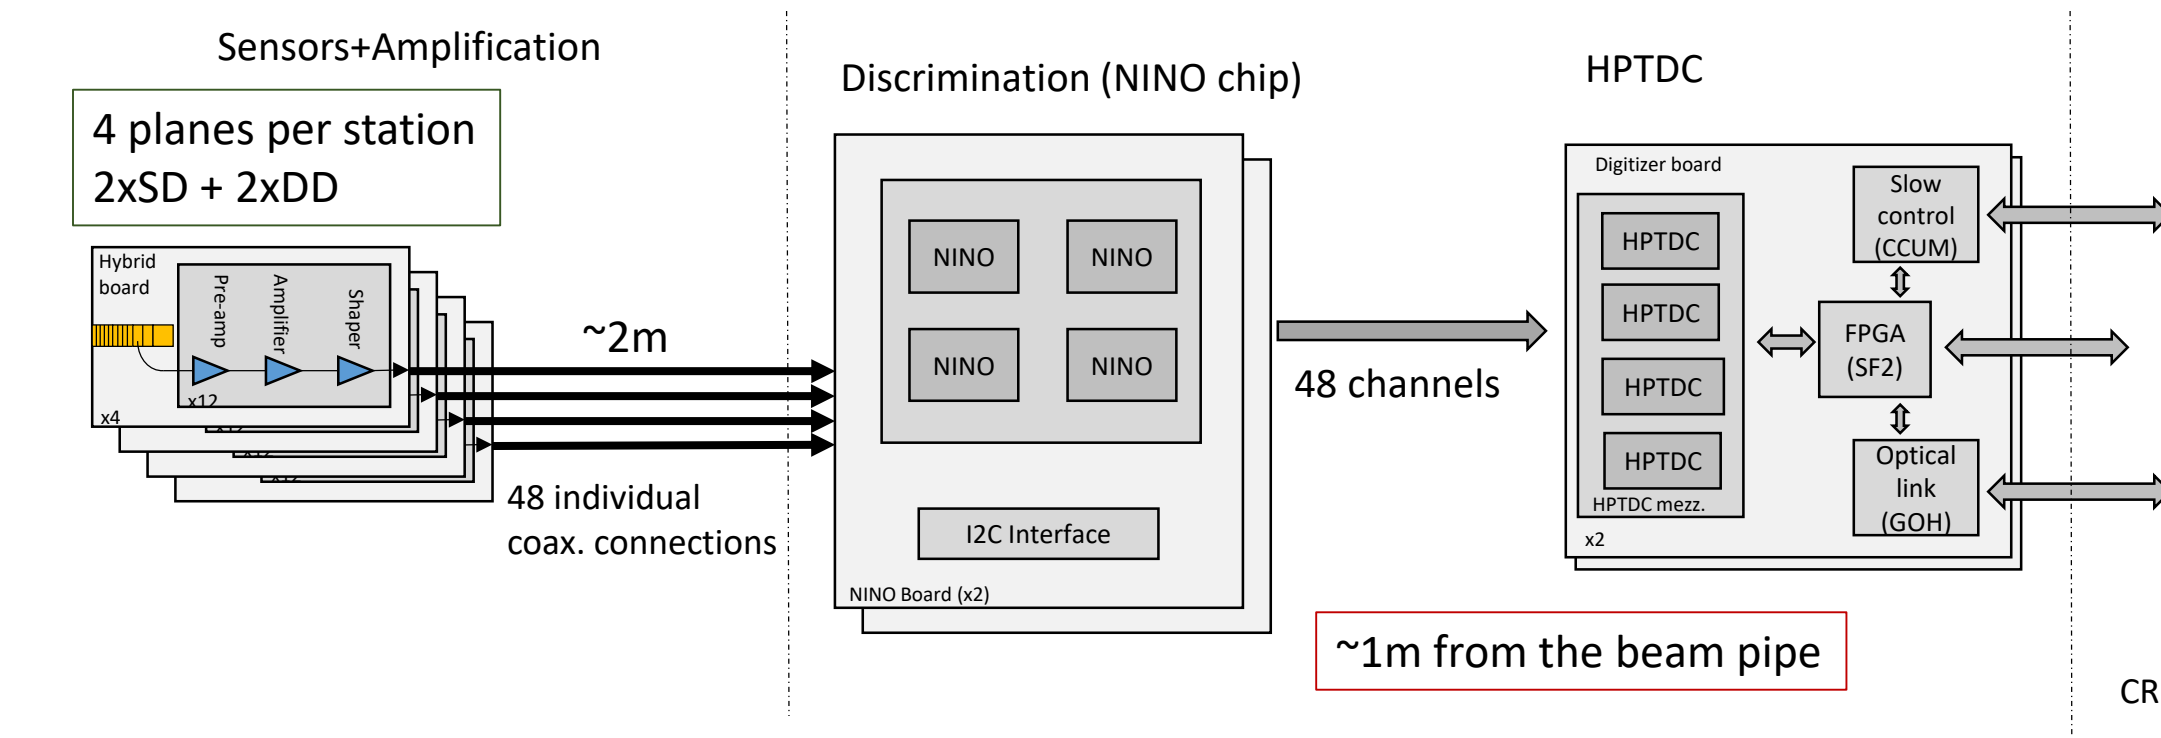 Sensors+Amplification
4 planes per station
2xSD + 2xDD
Hybrid
board
Pre-amp
Amplifier
Shaper
x12
x4
x12
x12
x12
~2m
48 individual
coax. connections
Discrimination (NINO chip)
NINO
NINO
NINO
NINO
I2C Interface
NINO Board (x2)
48 channels
HPTDC
Digitizer board
HPTDC
HPTDC
HPTDC
HPTDC
HPTDC mezz.
x2
Slow
control
(CCUM)
FPGA
(SF2)
Optical
link
(GOH)
~1m from the beam pipe
CR